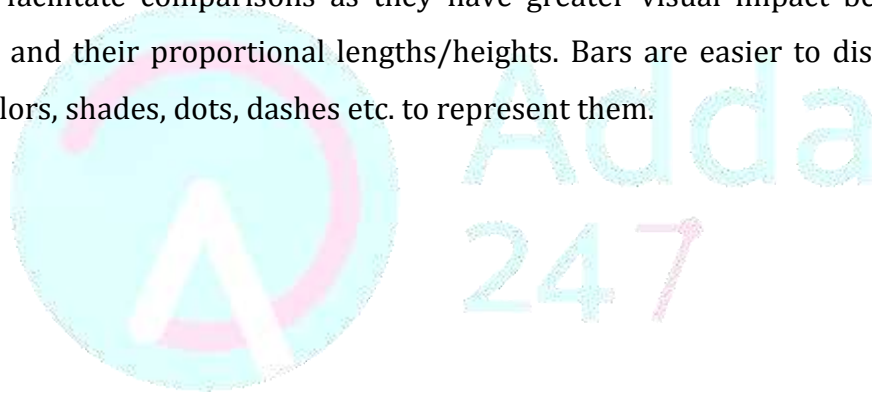 facilitate comparisons as they have greater visual impact be
and their proportional lengths/heights. Bars are easier to dis
lors, shades, dots, dashes etc. to represent them.
Adda
247